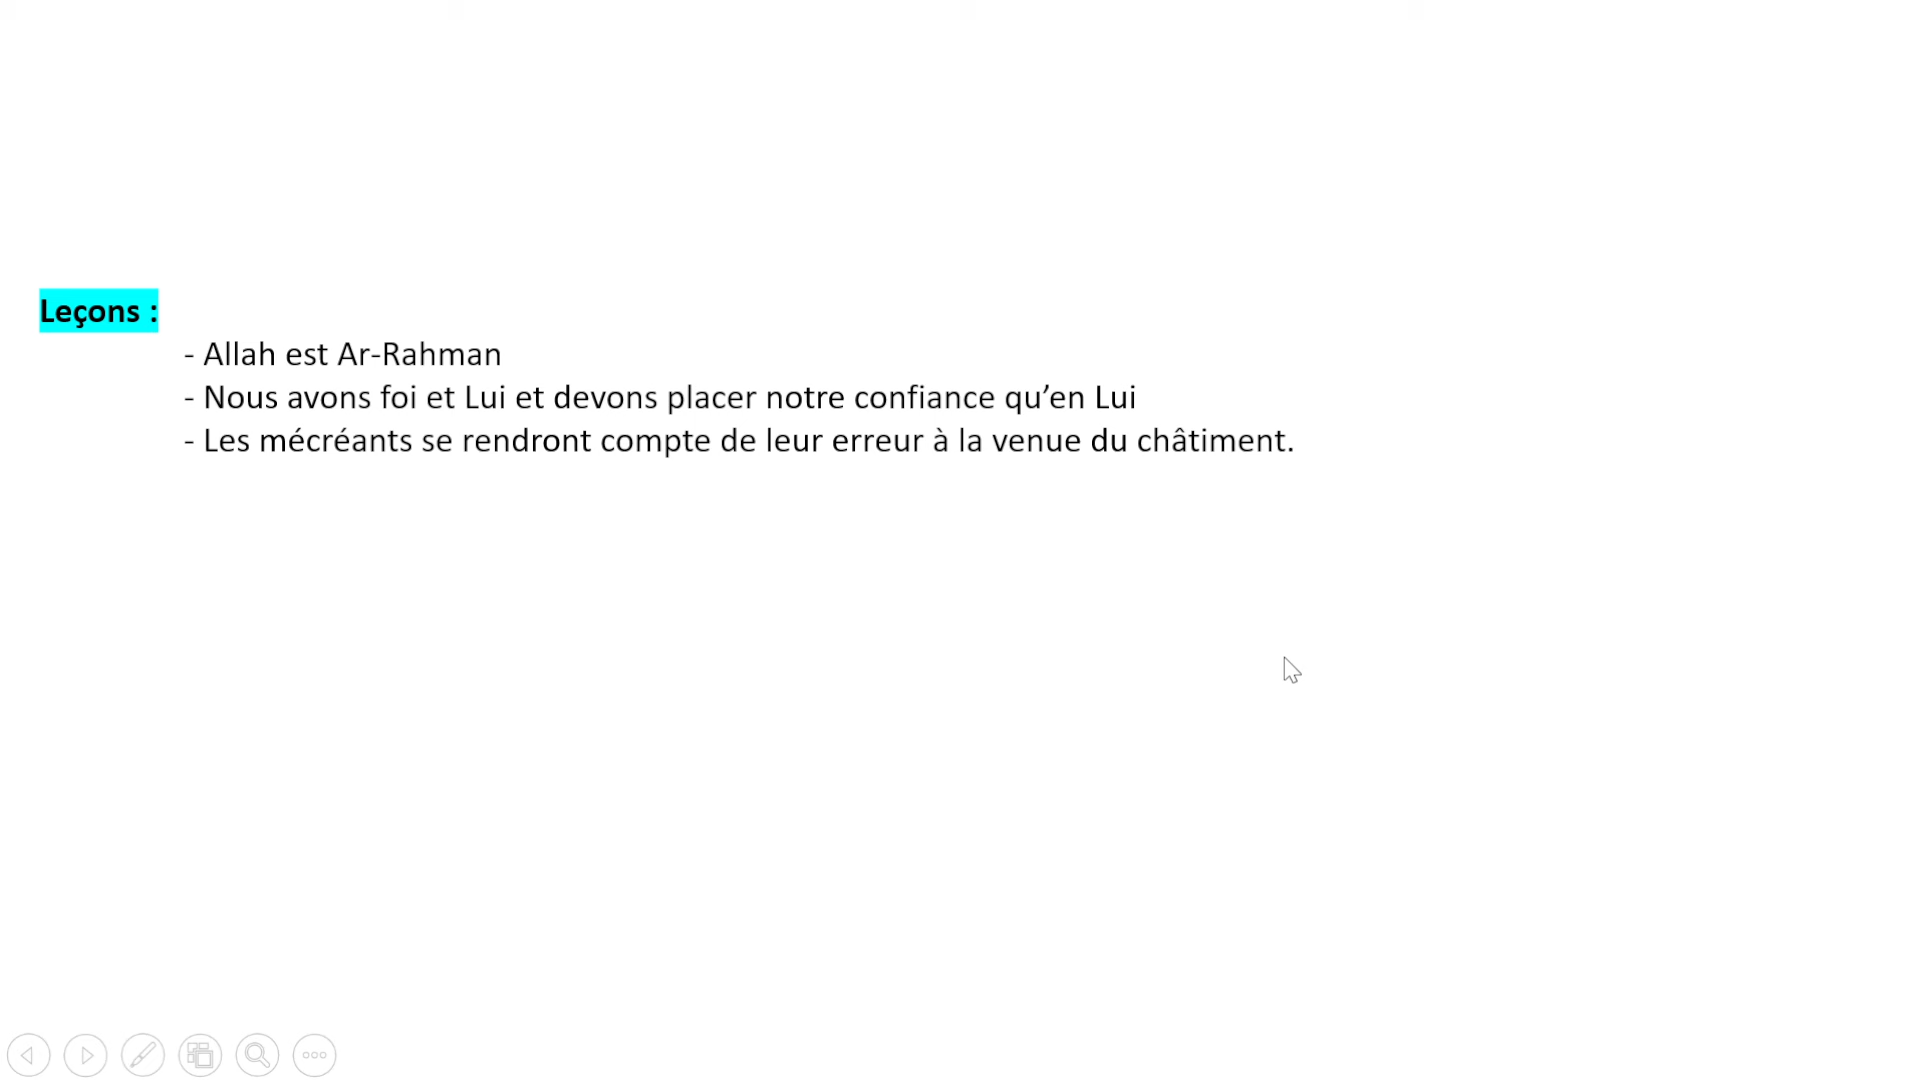 Leçons :
- Allah est Ar-Rahman
- Nous avons foi et Lui et devons placer notre confiance qu’en Lui
- Les mécréants se rendront compte de leur erreur à la venue du châtiment.